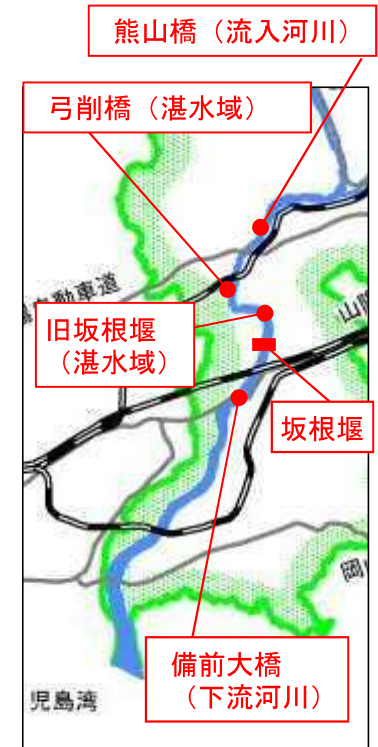 熊山橋（流入河川）
弓削橋（湛水域）
自動車道
旧坂根堰
（湛水域）
坂根堰
備前大橋
（下流河川）
児島湾